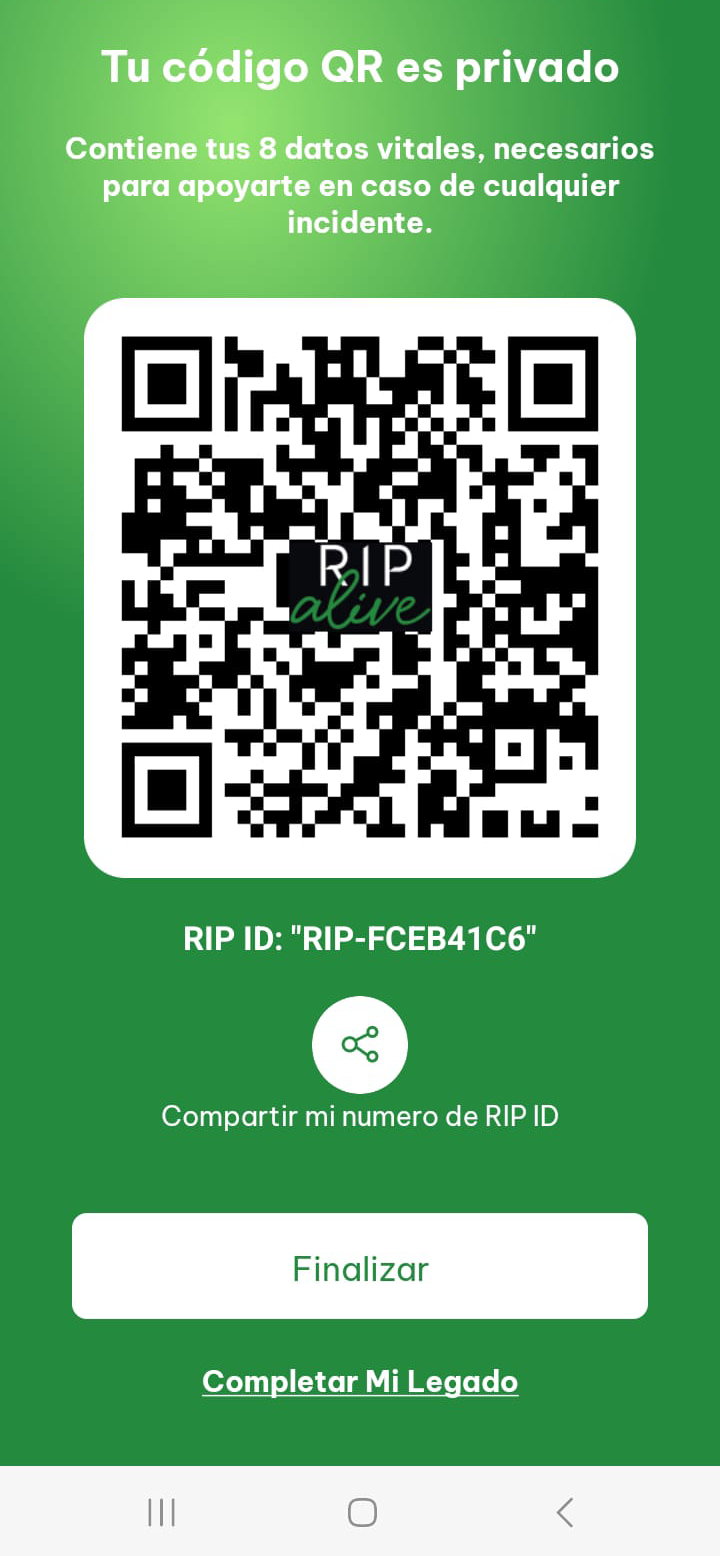 Tu código QR es privado
Contiene tus 8 datos vitales, necesarios
para apoyarte en caso de cualquier
incidente.
RIP
alive
RIP ID: "RIP-FCEB41C6"
Compartir mi numero de RIP ID
Finalizar
Completar Mi Legado